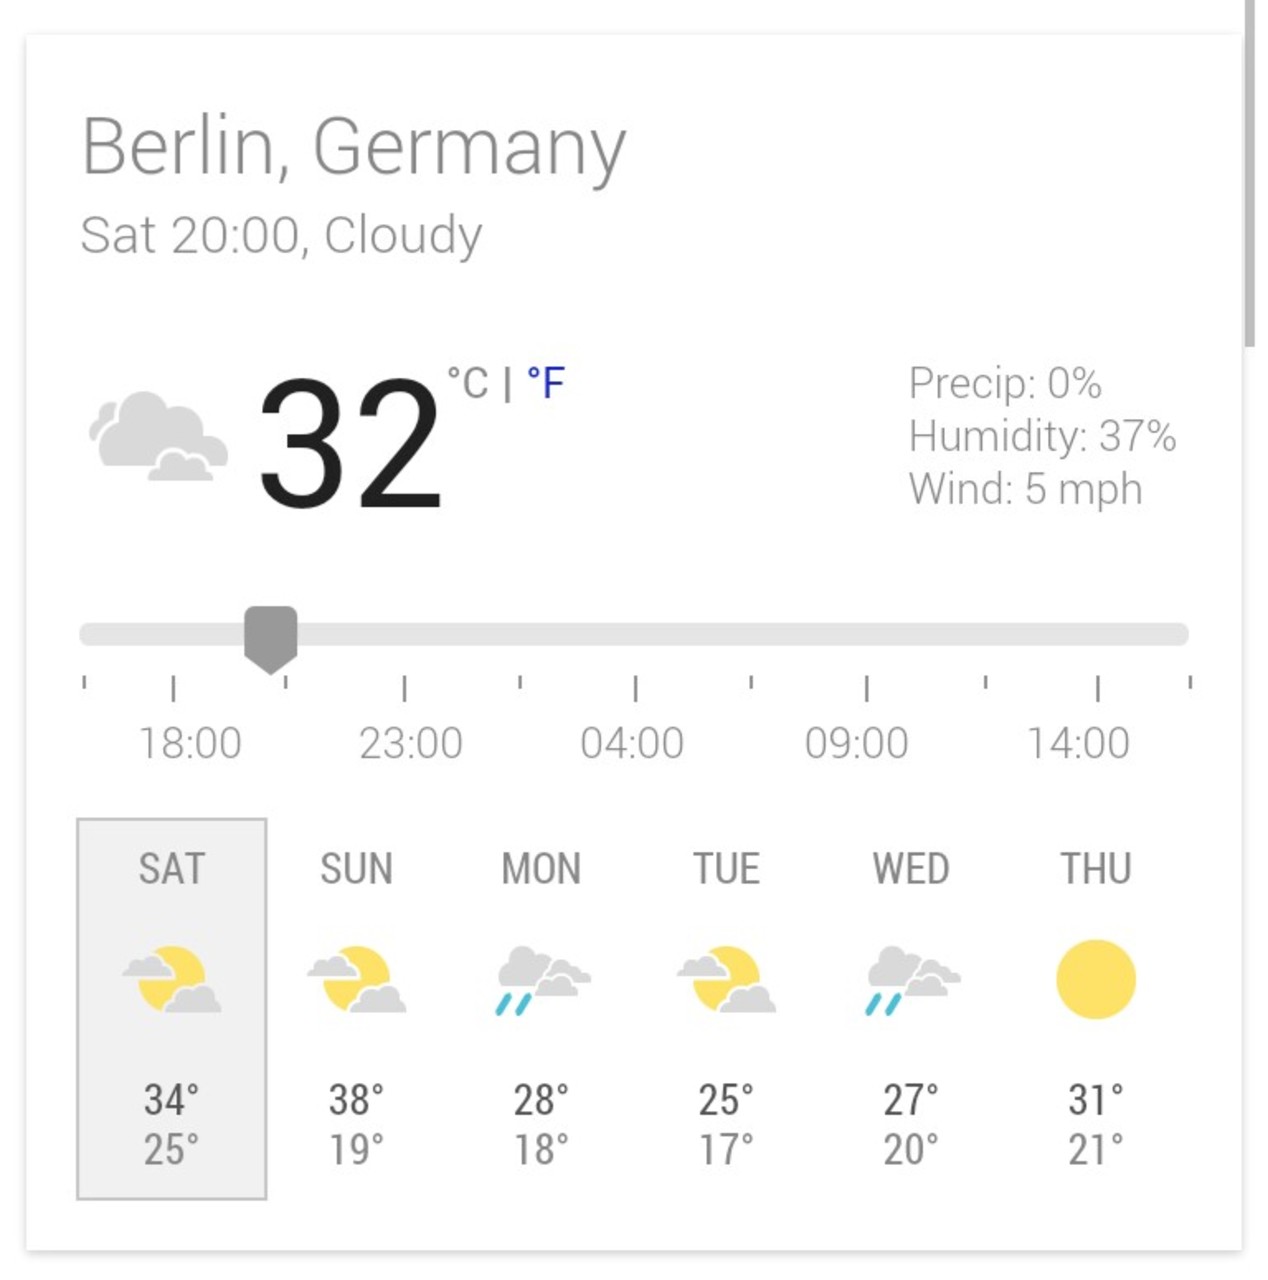 Berlin, Germany
Sat 20:00, Cloudy
32 °C | °F
Precip: 0%
Humidity: 37%
Wind: 5 mph
18:00 23:00 04:00 09:00 14:00
SAT SUN MON TUE WED THU
34° 38° 28° 25° 27° 31°
25° 19° 18° 17° 20° 21°